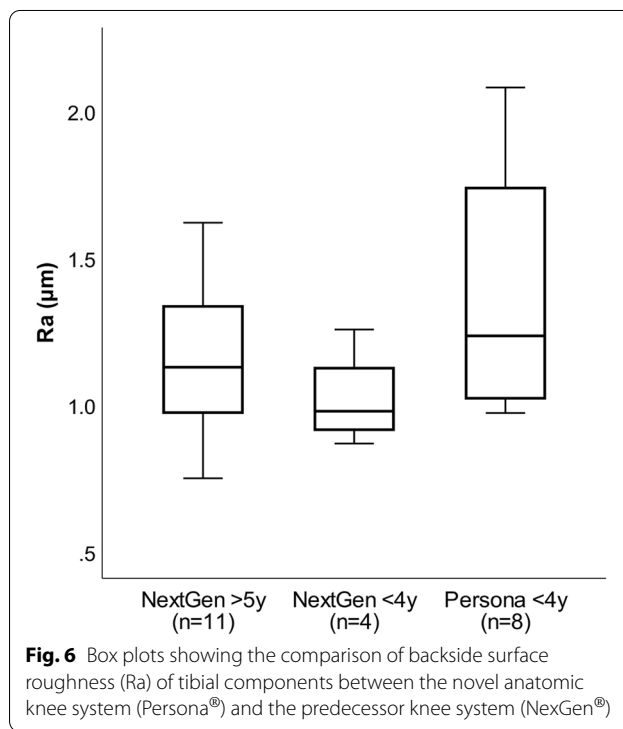 2.0
1.5
1.0
.5
Ra (µm)
NextGen >5y NextGen <4y Persona <4y
(n=11) (n=4) (n=8)
Fig. 6 Box plots showing the comparison of backside surface
roughness (Ra) of tibial components between the novel anatomic
knee system (Persona®) and the predecessor knee system (NexGen®)